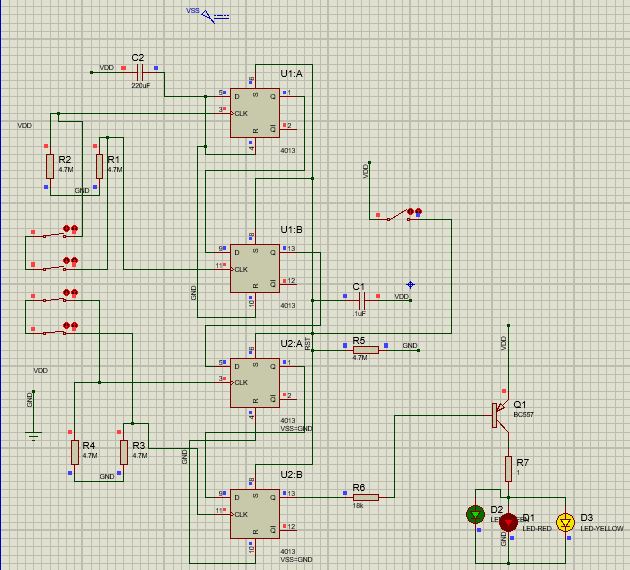 VSS
C2
VDD
220uF
U1:A
5
D
S
Q
1
3
CLK
R
QI
2
4
4013
VDD
R2
4.7M
R1
4.7M
GND
VDD
U1:B
9
D
S
Q
13
11
CLK
R
QI
12
10
4013
GND
C1
.1uF
VDD
R5
4.7M
GND
RST
VDD
U2:A
5
D
S
Q
1
3
CLK
R
QI
2
4
4013
VSS=GND
VDD
GND
Q1
BC557
R4
4.7M
R3
4.7M
GND
GND
U2:B
9
D
S
Q
13
11
CLK
R
QI
12
10
4013
VSS=GND
R6
18k
R7
1
D2
D1
LED-RED
GND
D3
LED-YELLOW